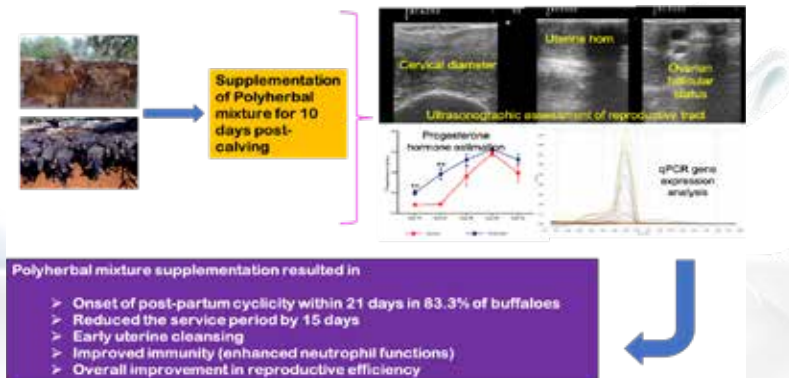 Supplementation
of Polyherbal
mixture for 10
days post-
calving
Cervical diameter
Uterine horn
Ovarian
follicular
status
Ultrasonographic assessment of reproductive tract
Progesterone
hormone estimation
qPCR gene
expression
analysis
Polyherbal mixture supplementation resulted in
➢ Onset of post-partum cyclicity within 21 days in 83.3% of buffaloes
➢ Reduced the service period by 15 days
➢ Early uterine cleansing
➢ Improved immunity (enhanced neutrophil functions)
➢ Overall improvement in reproductive efficiency